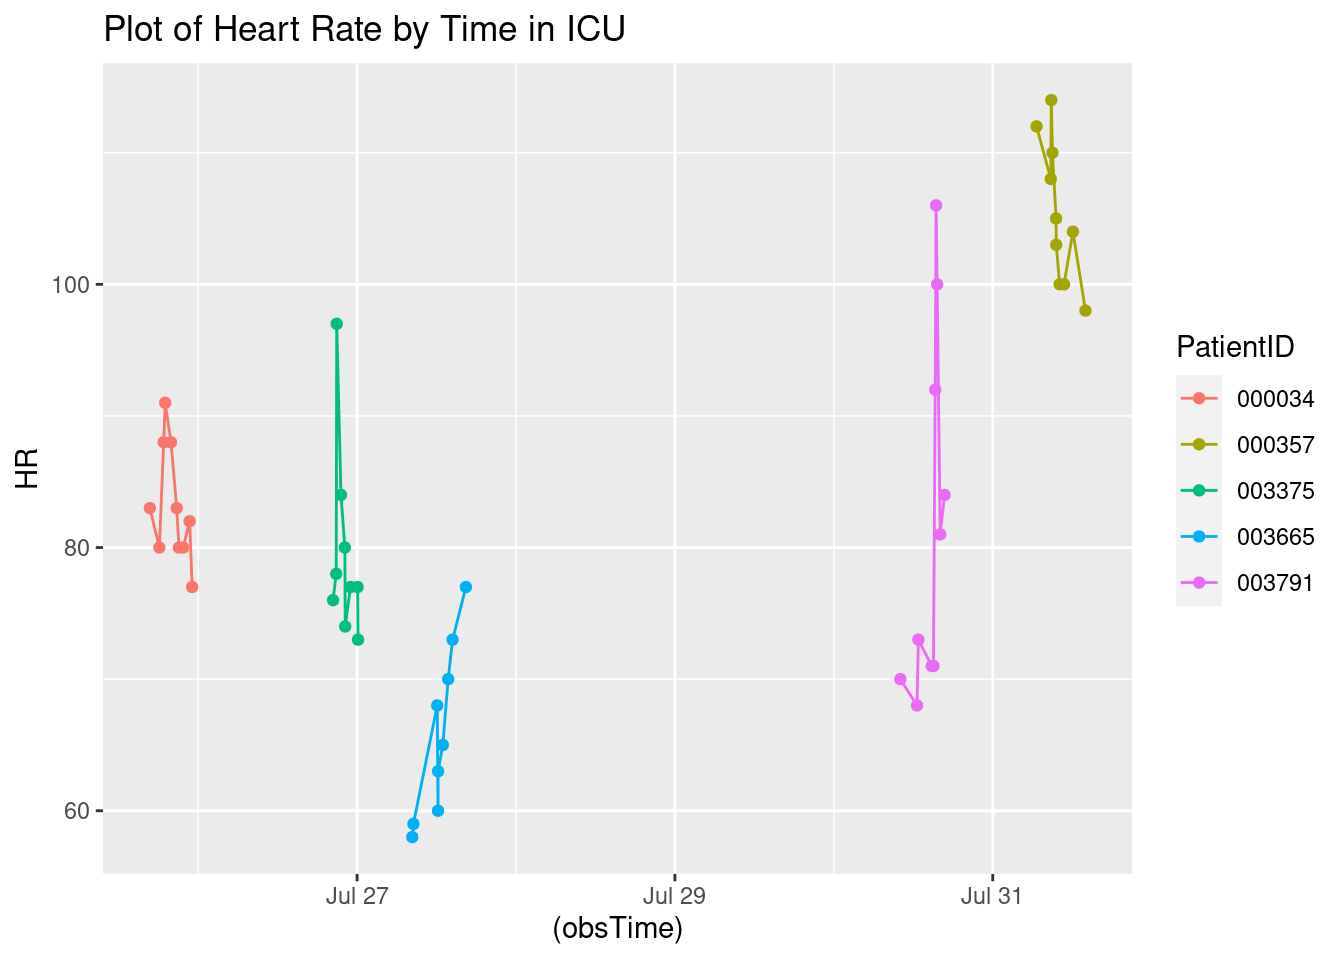 Plot of Heart Rate by Time in ICU
HR
100
80
60
Jul 27
Jul 29
Jul 31
(obsTime)
PatientID
000034
000357
003375
003665
003791